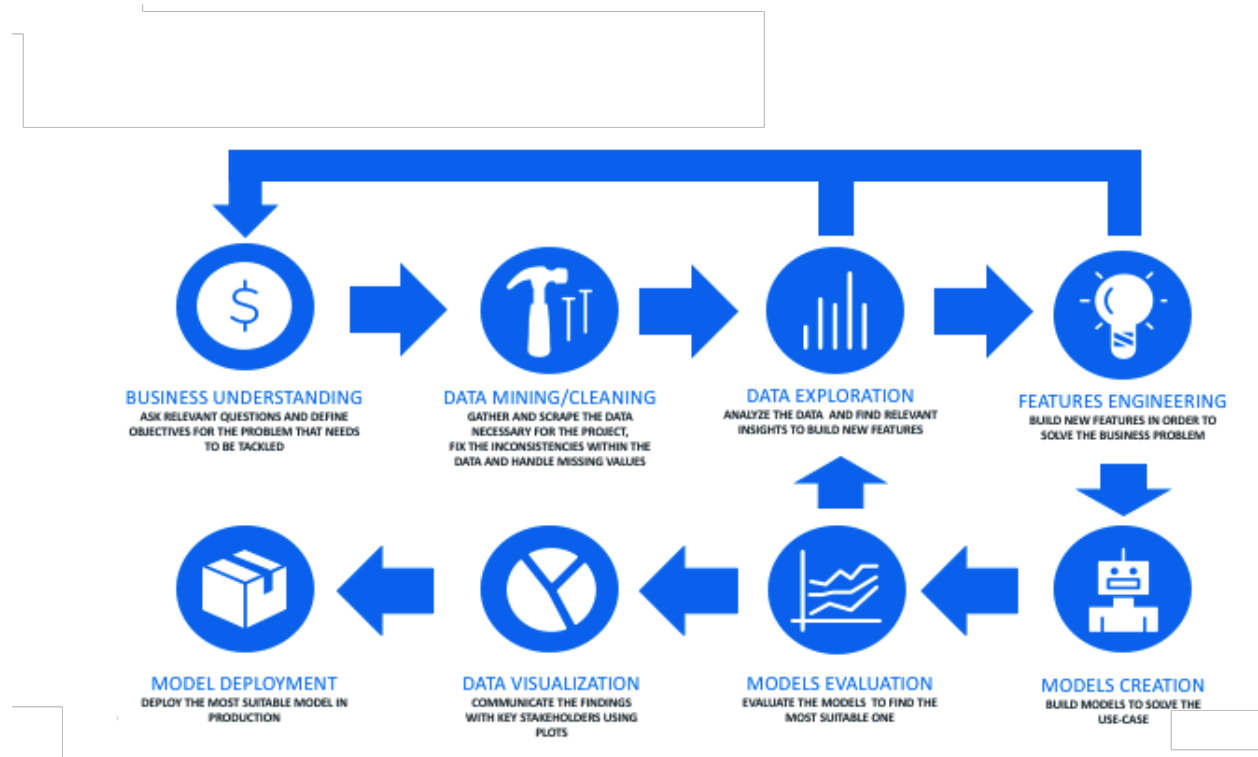 $
BUSINESS UNDERSTANDING
ASK RELEVANT QUESTIONS AND DEFINE
OBJECTIVES FOR THE PROBLEM THAT NEEDS
TO BE TACKLED
DATA MINING/CLEANING
GATHER AND SCRAPE THE DATA
NECESSARY FOR THE PROJECT,
FIX THE INCONSISTENCIES WITHIN THE
DATA AND HANDLE MISSING VALUES
DATA EXPLORATION
ANALYZE THE DATA AND FIND RELEVANT
INSIGHTS TO BUILD NEW FEATURES
FEATURES ENGINEERING
BUILD NEW FEATURES IN ORDER TO
SOLVE THE BUSINESS PROBLEM
MODEL DEPLOYMENT
DEPLOY THE MOST SUITABLE MODEL IN
PRODUCTION
DATA VISUALIZATION
COMMUNICATE THE FINDINGS
WITH KEY STAKEHOLDERS USING
PLOTS
MODELS EVALUATION
EVALUATE THE MODELS TO FIND THE
MOST SUITABLE ONE
MODELS CREATION
BUILD MODELS TO SOLVE THE
USE-CASE